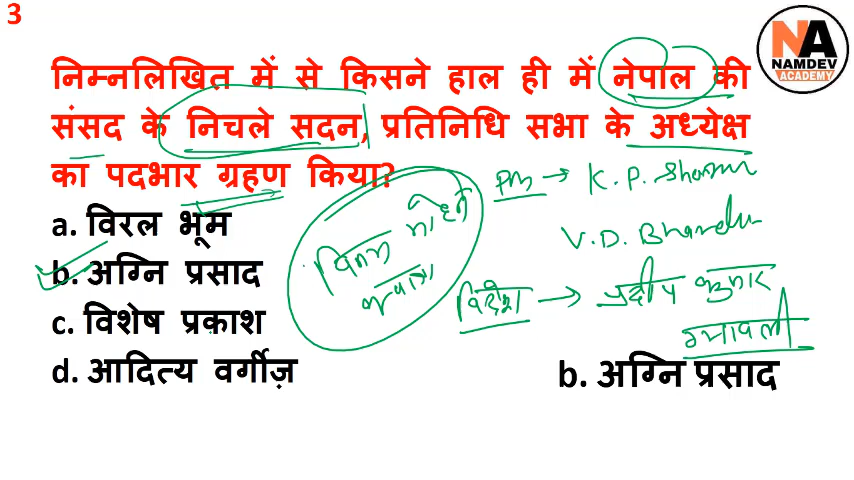 3
NA
NAMDEV
ACADEMY
निम्नलिखित में से किसने हाल ही में नेपाल की
संसद के निचले सदन, प्रतिनिधि सभा के अध्येक्ष
का पदभार ग्रहण किया?
PM → K. P. Sharma
a. विरल भूम
V. D. Bhandari
b. अग्नि प्रसाद
विदेश → प्रदीप कुमार
ग्यावली
c. विशेष प्रकाश
d. आदित्य वर्गीज़
b. अग्नि प्रसाद